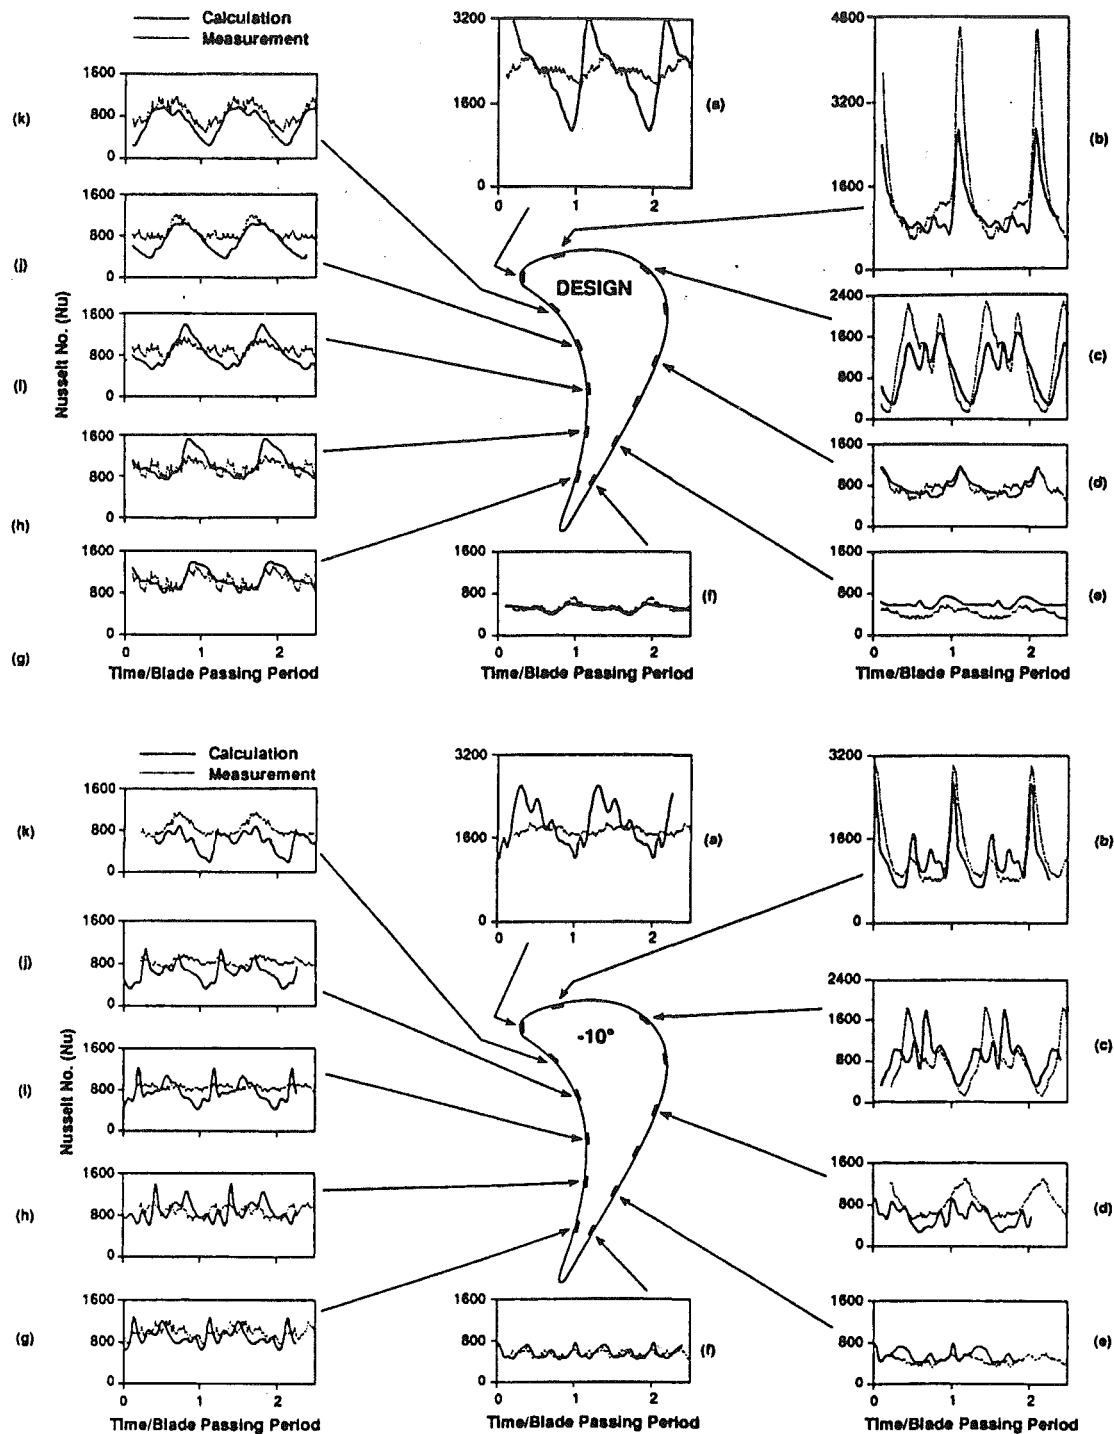 Calculation
Measurement
3200
1600
0
0
1
2
(a)
4800
3200
1600
0
(b)
1600
800
0
(k)
1600
800
0
(j)
1600
800
0
(i)
1600
800
0
(h)
1600
800
0
(g)
0
1
2
Time/Blade Passing Period
Nusselt No. (Nu)
DESIGN
2400
1600
800
0
(c)
1600
800
0
(d)
1600
800
0
(e)
0
1
2
Time/Blade Passing Period
1600
800
0
(f)
0
1
2
Time/Blade Passing Period
Calculation
Measurement
3200
1600
0
0
1
2
(a)
3200
1600
0
(b)
1600
800
0
(k)
1600
800
0
(j)
1600
800
0
(i)
1600
800
0
(h)
1600
800
0
(g)
0
1
2
Time/Blade Passing Period
Nusselt No. (Nu)
-10°
2400
1600
800
0
(c)
1600
800
0
(d)
1600
800
0
(e)
0
1
2
Time/Blade Passing Period
1600
800
0
(f)
0
1
2
Time/Blade Passing Period